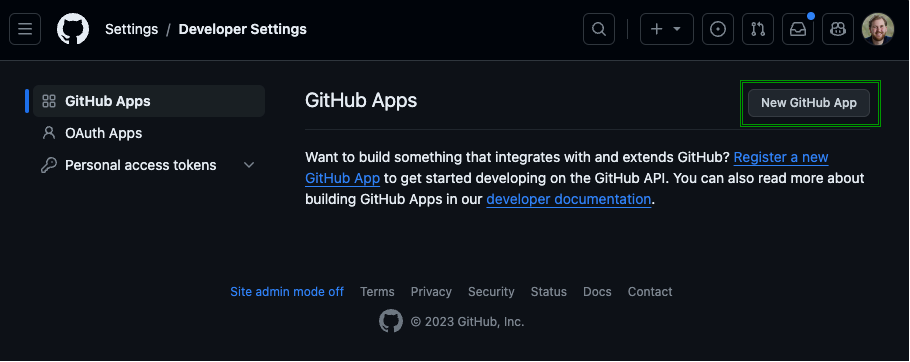 Settings / Developer Settings
GitHub Apps
OAuth Apps
Personal access tokens
GitHub Apps
New GitHub App
Want to build something that integrates with and extends GitHub? Register a new
GitHub App to get started developing on the GitHub API. You can also read more about
building GitHub Apps in our developer documentation.
Site admin mode off Terms Privacy Security Status Docs Contact
© 2023 GitHub, Inc.